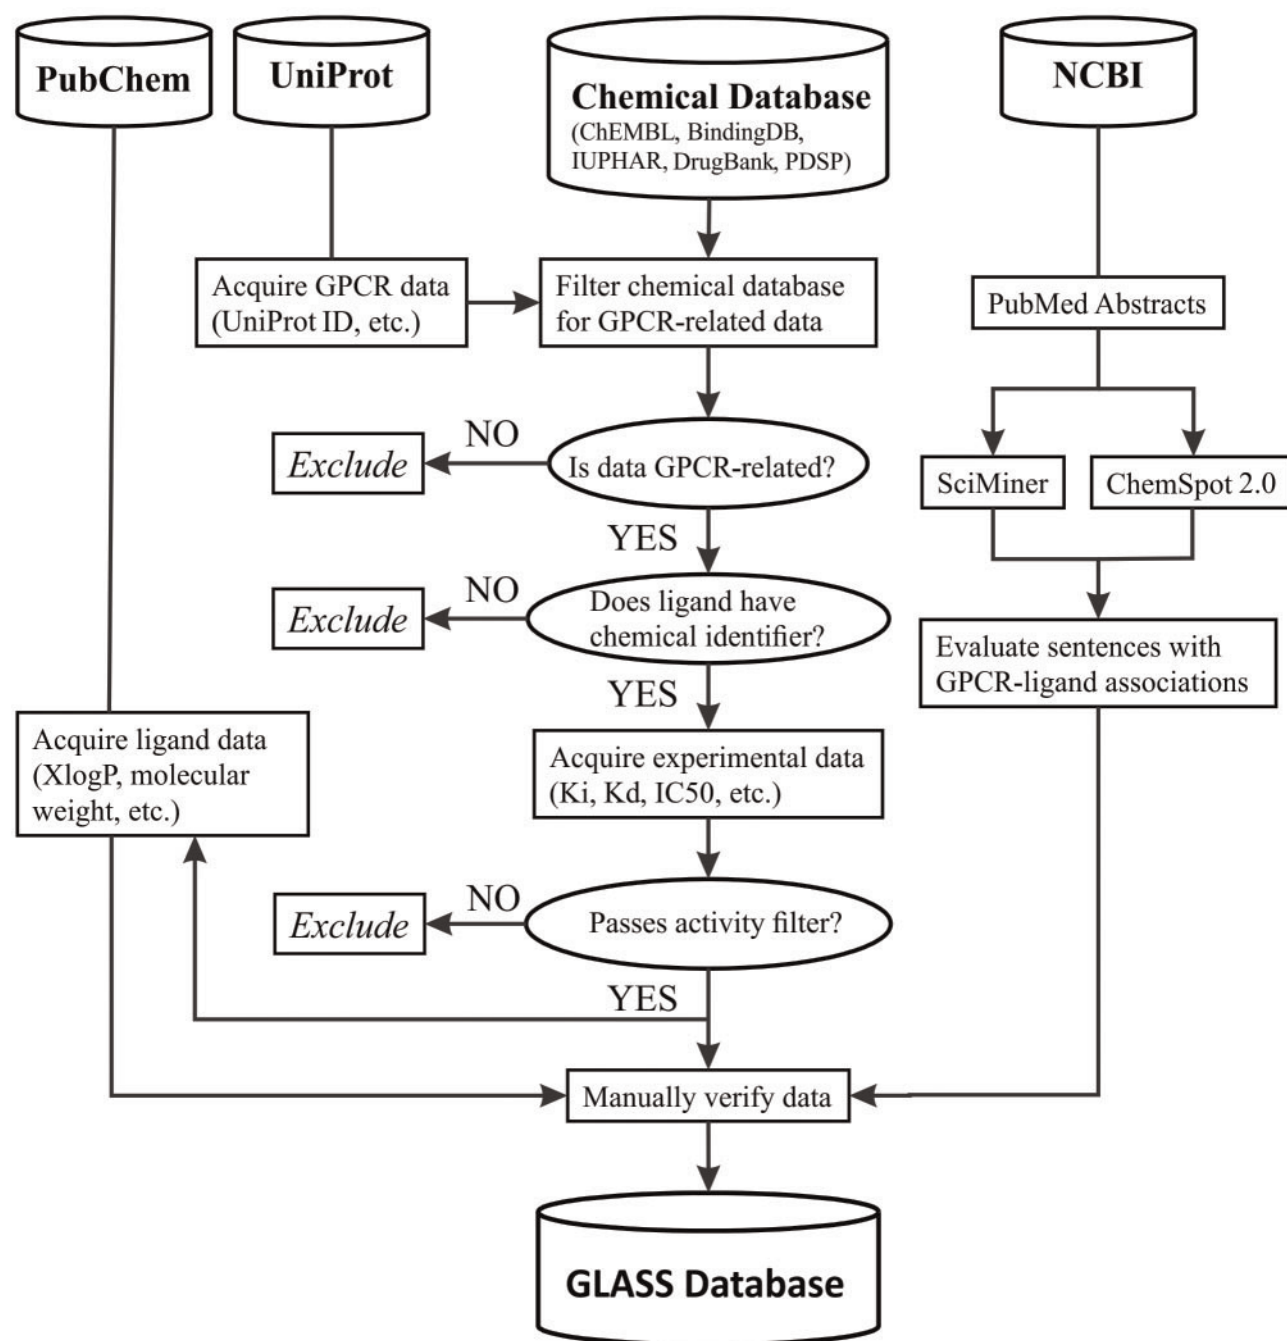 PubChem
UniProt
Chemical Database
(ChEMBL, BindingDB,
IUPHAR, DrugBank, PDSP)
NCBI
Acquire GPCR data
(UniProt ID, etc.)
Filter chemical database
for GPCR-related data
PubMed Abstracts
NO
Exclude
Is data GPCR-related?
SciMiner
ChemSpot 2.0
YES
NO
Exclude
Does ligand have
chemical identifier?
Evaluate sentences with
GPCR-ligand associations
YES
Acquire ligand data
(XlogP, molecular
weight, etc.)
Acquire experimental data
(Ki, Kd, IC50, etc.)
NO
Exclude
Passes activity filter?
YES
Manually verify data
GLASS Database